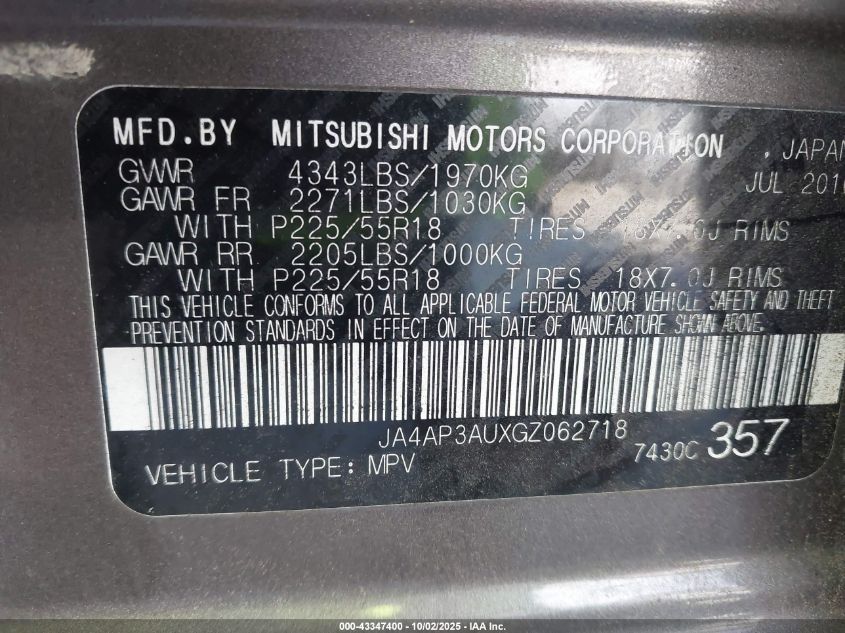 MFD.BY MITSUBISHI MOTORS CORPORATION , JAPAN
GVWR 4343LBS/1970KG JUL 2016
GAWR FR 2271LBS/1030KG
WITH P225/55R18 TIRES 18X7.0J RIMS
GAWR RR 2205LBS/1000KG
WITH P225/55R18 TIRES 18X7.0J RIMS
THIS VEHICLE CONFORMS TO ALL APPLICABLE FEDERAL MOTOR VEHICLE SAFETY AND THEFT
PREVENTION STANDARDS IN EFFECT ON THE DATE OF MANUFACTURE SHOWN ABOVE.
JA4AP3AUXGZ062718
7430C 357
VEHICLE TYPE: MPV
000-43347400 - 10/02/2025 - IAA Inc.